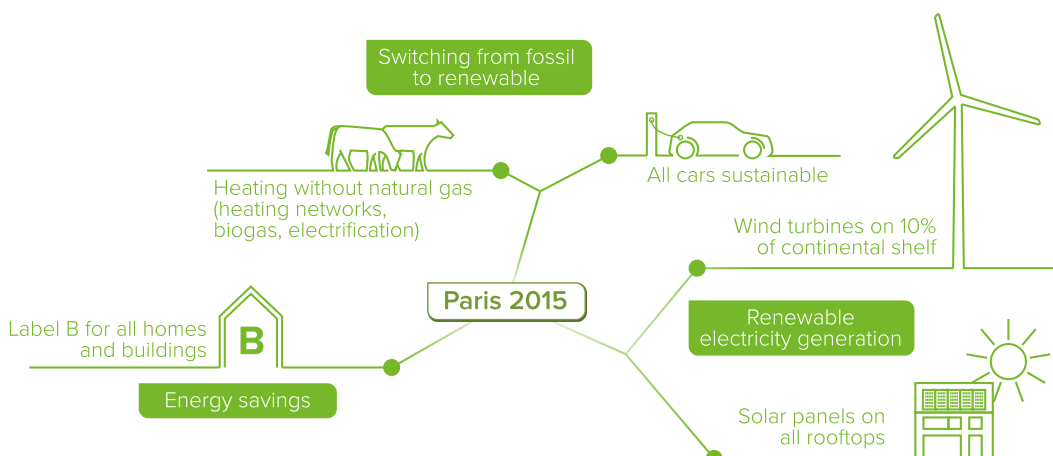 Switching from fossil
to renewable
Heating without natural gas
(heating networks,
biogas, electrification)
All cars sustainable
Wind turbines on 10%
of continental shelf
Paris 2015
Renewable
electricity generation
Label B for all homes
and buildings
B
Energy savings
Solar panels on
all rooftops